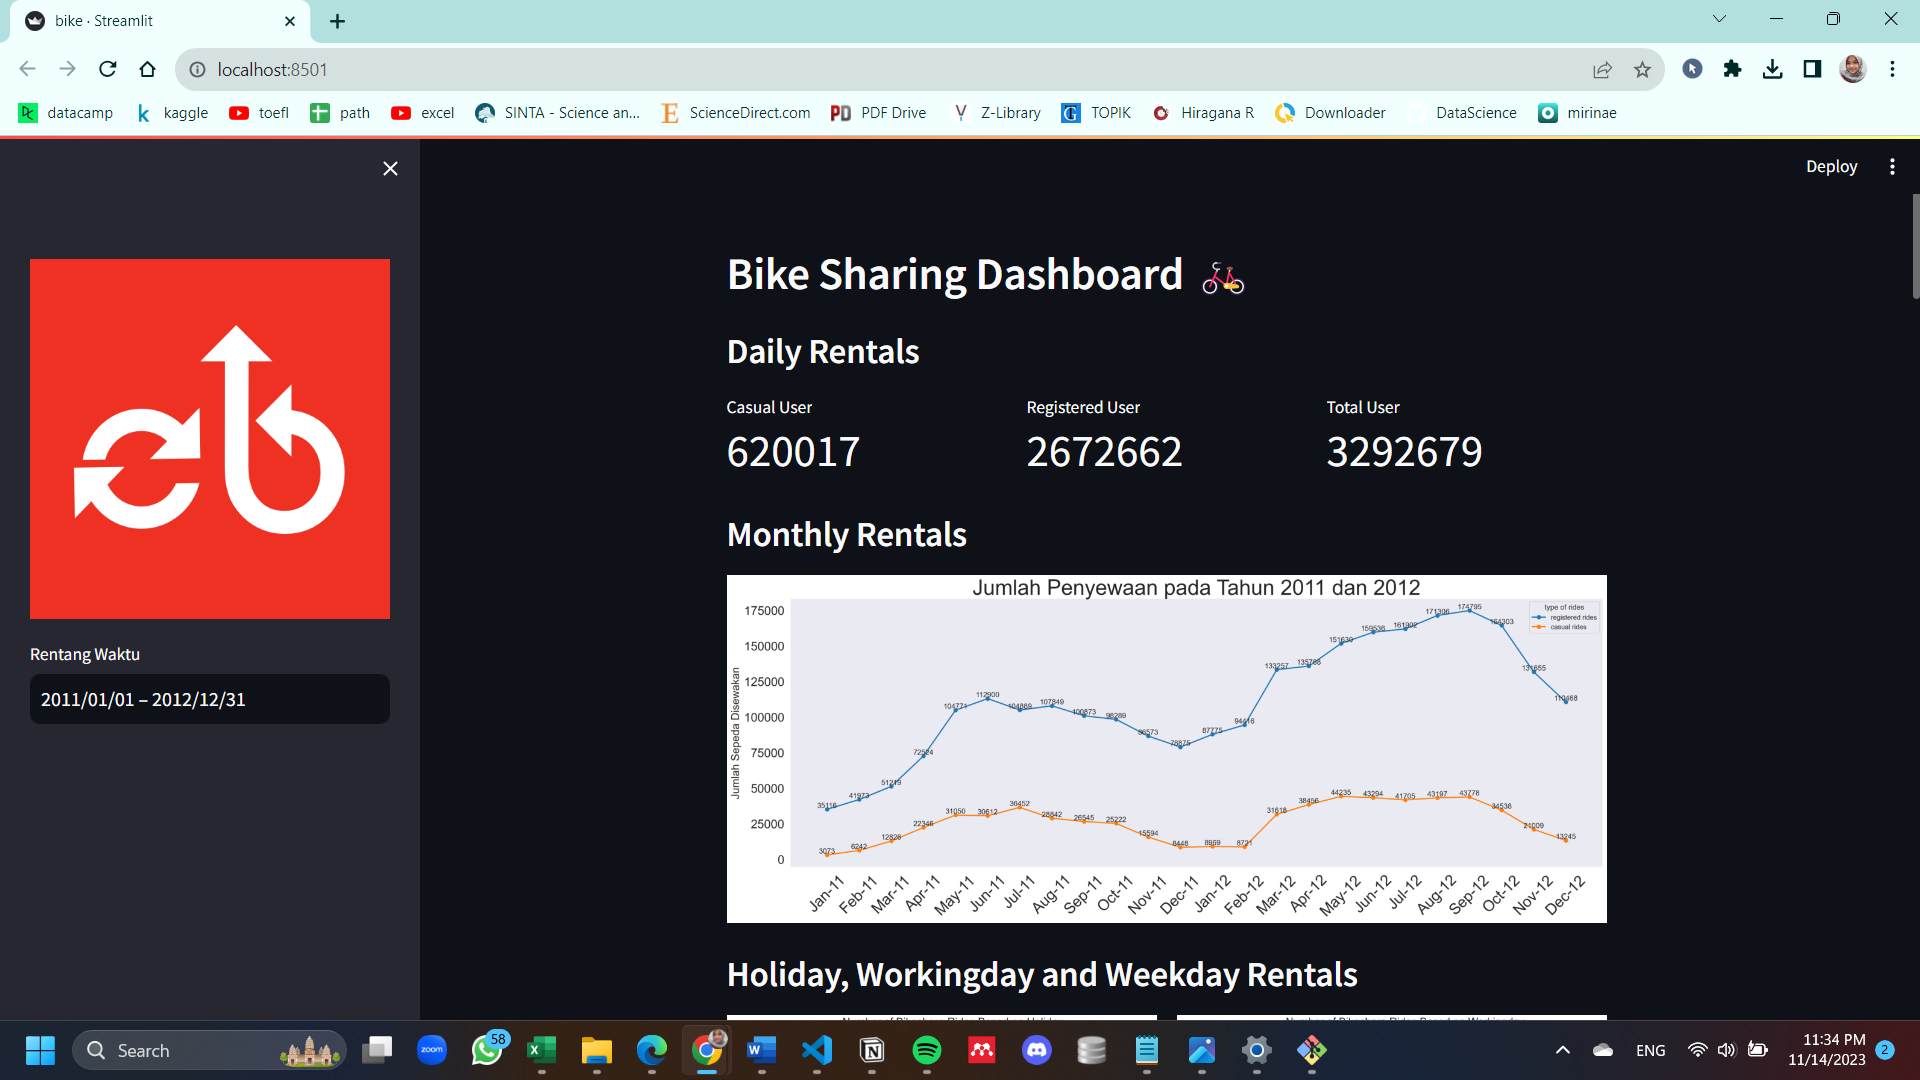 bike · Streamlit
localhost:8501
datacamp kaggle toefl path excel SINTA - Science an... ScienceDirect.com PDF Drive Z-Library TOPIK Hiragana R Downloader DataScience mirinae
Deploy
Rentang Waktu
2011/01/01 – 2012/12/31
Bike Sharing Dashboard
Daily Rentals
Casual User Registered User Total User
620017 2672662 3292679
Monthly Rentals
Jumlah Penyewaan pada Tahun 2011 dan 2012
type of rides
registered rides
casual rides
Jumlah Sepeda Disewakan
175000
150000
125000
100000
75000
50000
25000
0
35116 41973 51219 72524 104771 112900 104889 107849 100873 98289 86573 78875 87775 94416 133257 135768 151630 159536 161902 171306 174795 164303 131655 110468
3073 6242 12826 22346 31050 30612 36452 28842 26545 25222 15594 8448 8969 8721 31618 38456 44235 43294 41705 43197 43778 34538 21009 13245
Jan-11 Feb-11 Mar-11 Apr-11 May-11 Jun-11 Jul-11 Aug-11 Sep-11 Oct-11 Nov-11 Dec-11 Jan-12 Feb-12 Mar-12 Apr-12 May-12 Jun-12 Jul-12 Aug-12 Sep-12 Oct-12 Nov-12 Dec-12
Holiday, Workingday and Weekday Rentals
Search
zoom
58
ENG
11:34 PM
11/14/2023
2